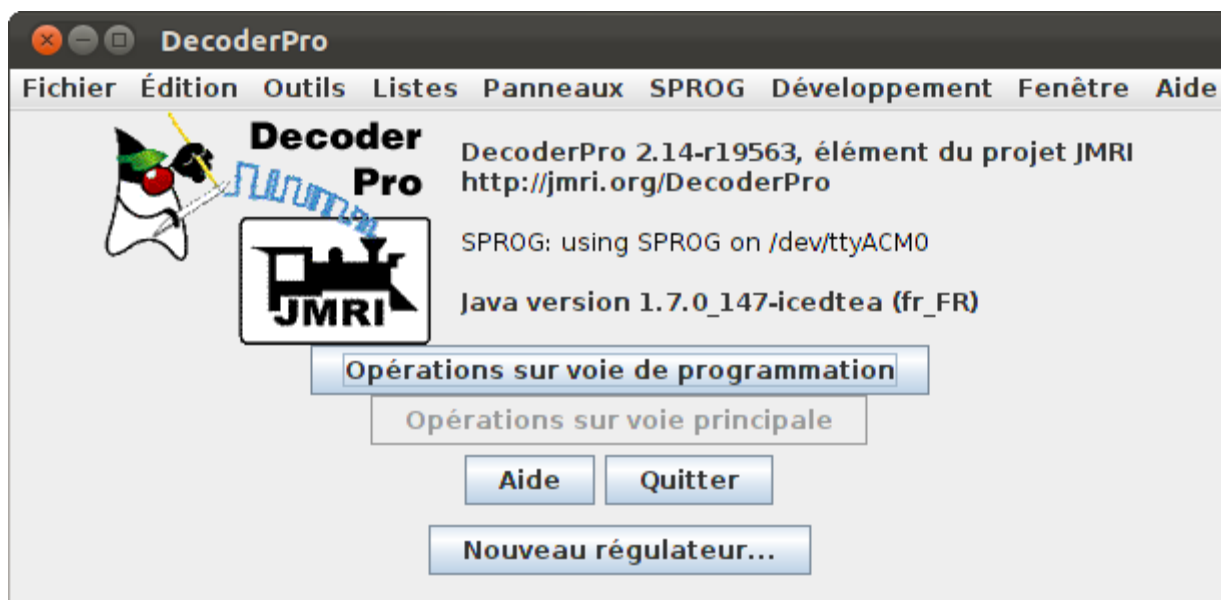 DecoderPro
Fichier Édition Outils Listes Panneaux SPROG Développement Fenêtre Aide
Decoder
Pro
JMRI
DecoderPro 2.14-r19563, élément du projet JMRI
http://jmri.org/DecoderPro
SPROG: using SPROG on /dev/ttyACM0
Java version 1.7.0_147-icedtea (fr_FR)
Opérations sur voie de programmation
Opérations sur voie principale
Aide Quitter
Nouveau régulateur...